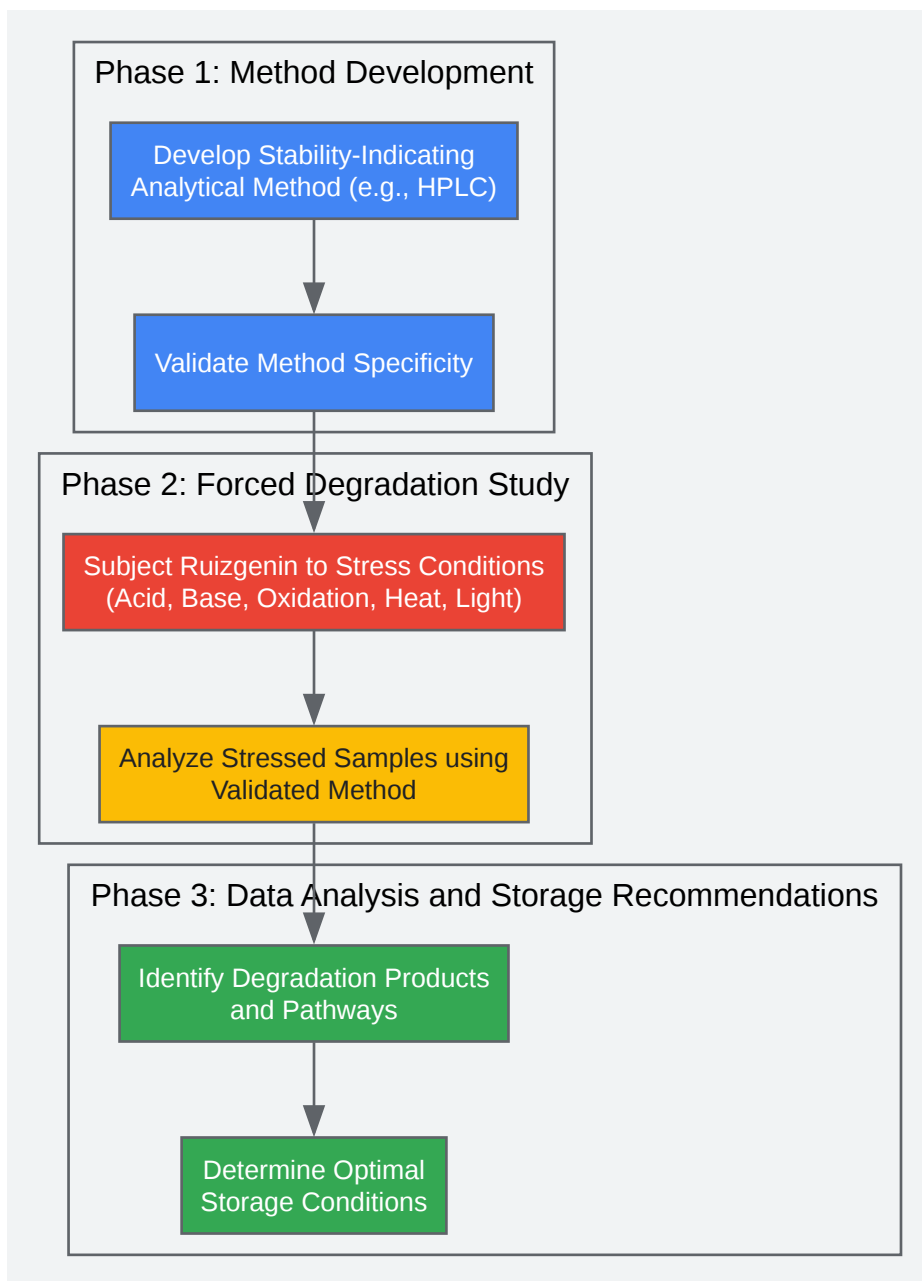 Phase 1: Method Development
Develop Stability-Indicating
Analytical Method (e.g., HPLC)
Validate Method Specificity
Phase 2: Forced Degradation Study
Subject Ruizgenin to Stress Conditions
(Acid, Base, Oxidation, Heat, Light)
Analyze Stressed Samples using
Validated Method
Phase 3: Data Analysis and Storage Recommendations
Identify Degradation Products
and Pathways
Determine Optimal
Storage Conditions